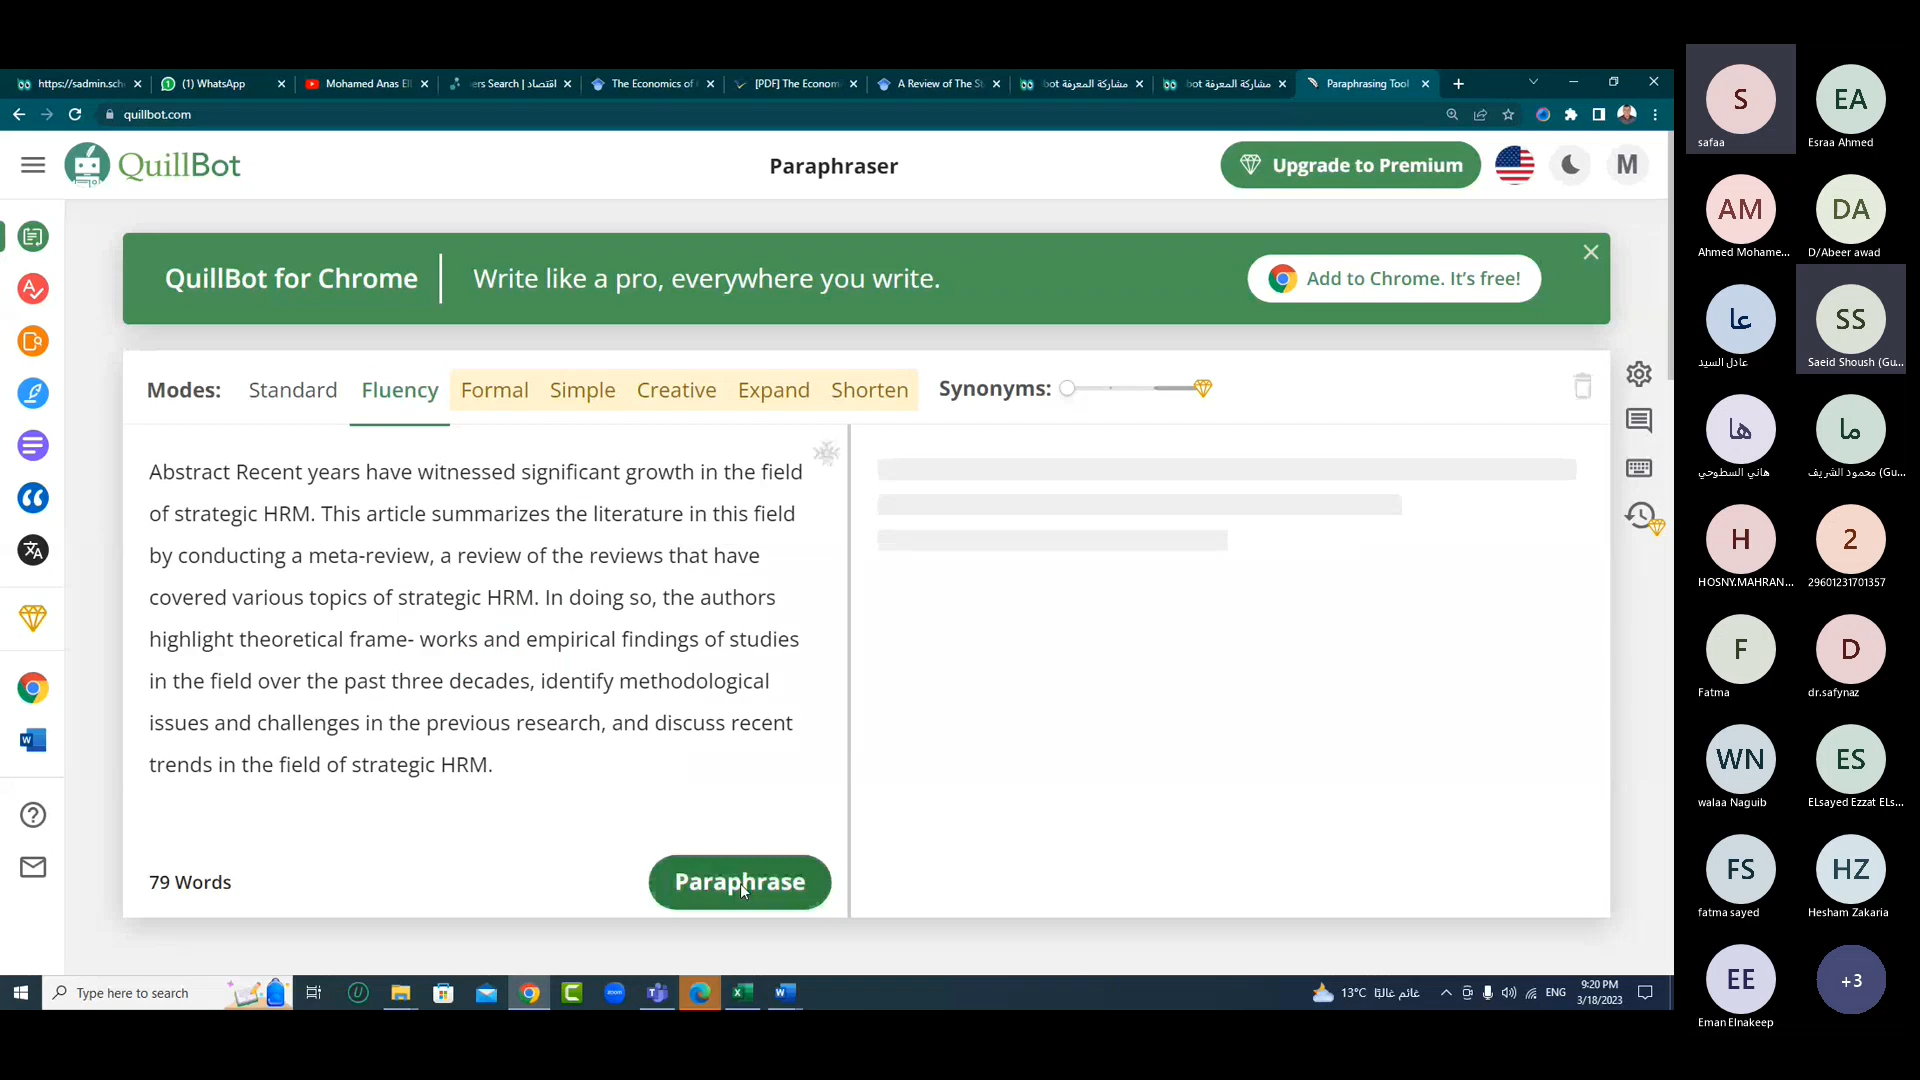 https://sadmin.sch
(1) WhatsApp
Mohamed Anas Ell
ers Search | اقتصاد
The Economics of
[PDF] The Econom
A Review of The St
مشاركة المعرفة bot
مشاركة المعرفة bot
Paraphrasing Tool
quillbot.com
QuillBot
Paraphraser
Upgrade to Premium
M
QuillBot for Chrome
Write like a pro, everywhere you write.
Add to Chrome. It's free!
Modes:
Standard
Fluency
Formal
Simple
Creative
Expand
Shorten
Synonyms:
Abstract Recent years have witnessed significant growth in the field
of strategic HRM. This article summarizes the literature in this field
by conducting a meta-review, a review of the reviews that have
covered various topics of strategic HRM. In doing so, the authors
highlight theoretical frame- works and empirical findings of studies
in the field over the past three decades, identify methodological
issues and challenges in the previous research, and discuss recent
trends in the field of strategic HRM.
79 Words
Paraphrase
Type here to search
13°C غائم غالبًا
ENG
9:20 PM
3/18/2023
S
safaa
EA
Esraa Ahmed
AM
Ahmed Mohame...
DA
D/Abeer awad
عا
عادل السيد
SS
Saeid Shoush (Gu...
ها
هاني السطوحي
ما
محمود الشريف (Gu...
H
HOSNY.MAHRAN...
2
29601231701357
F
Fatma
D
dr.safynaz
WN
walaa Naguib
ES
ELsayed Ezzat ELs...
FS
fatma sayed
HZ
Hesham Zakaria
EE
Eman Elnakeep
+3